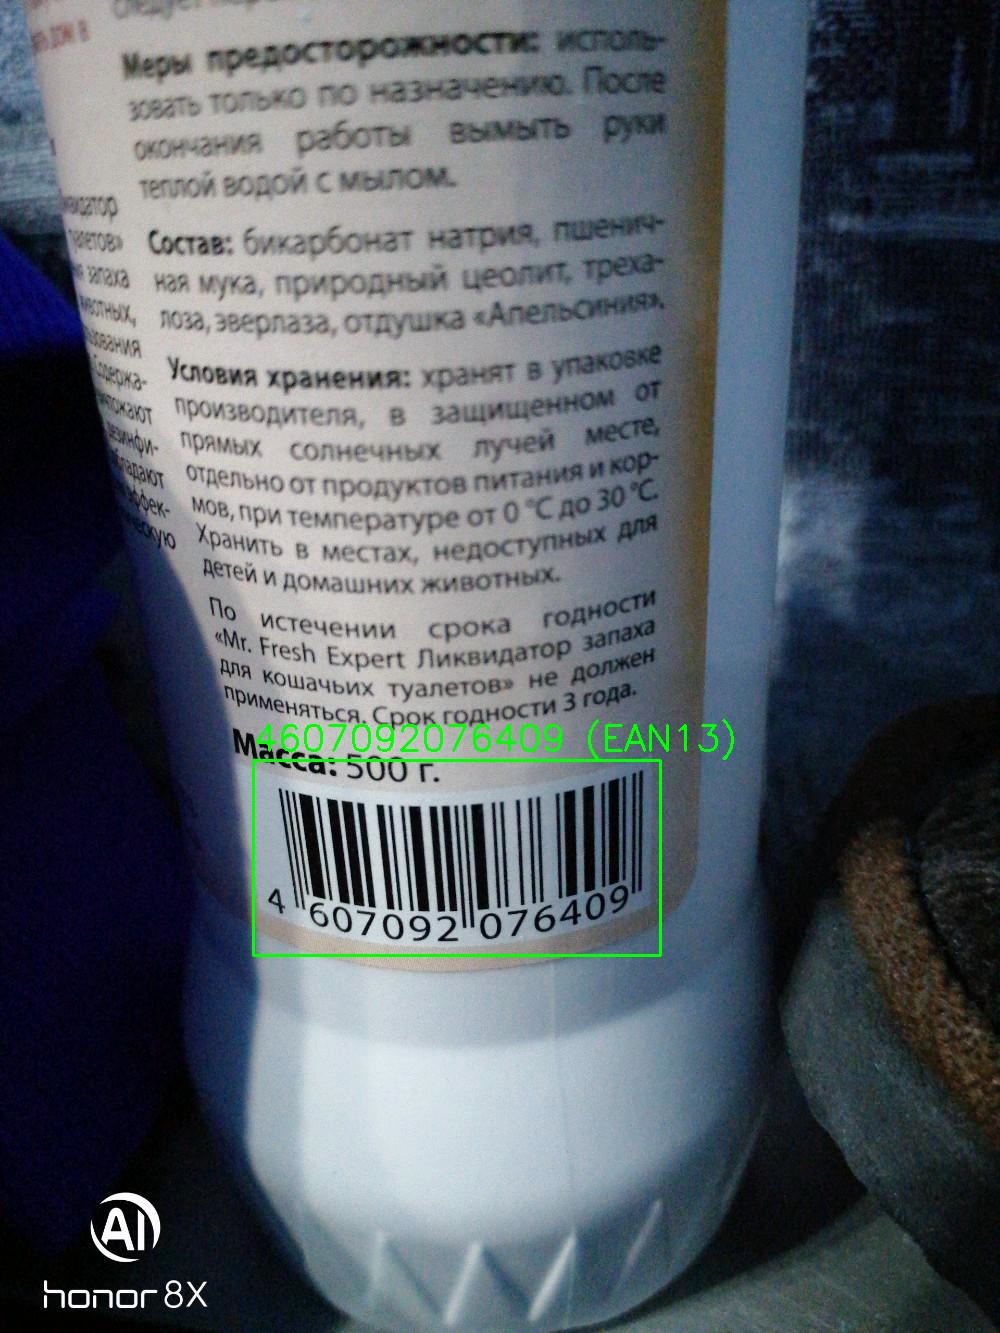 Меры предосторожности: исполь-
зовать только по назначению. После
окончания работы вымыть руки
теплой водой с мылом.
Состав: бикарбонат натрия, пшенич-
ная мука, природный цеолит, треха-
лоза, эверлаза, отдушка «Апельсиния».
Условия хранения: хранят в упаковке
производителя, в защищенном от
прямых солнечных лучей месте,
отдельно от продуктов питания и кор-
мов, при температуре от 0 °C до 30 °C.
Хранить в местах, недоступных для
детей и домашних животных.
По истечении срока годности
«Mr. Fresh Expert Ликвидатор запаха
для кошачьих туалетов» не должен
применяться. Срок годности 3 года.
4607092076409 (EAN13)
Масса: 500 г.
4 607092 076409
запаха
AI
honor 8X